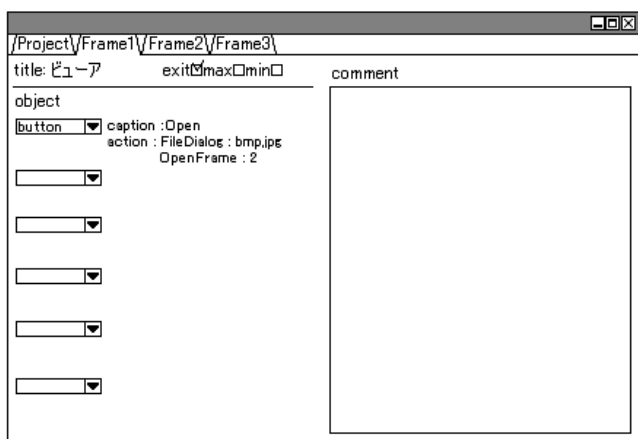 /Project\/Frame1\/Frame2\/Frame3\
title: ビューア exit max min
comment
object
button caption :Open
action : FileDialog : bmp,jpg
OpenFrame : 2